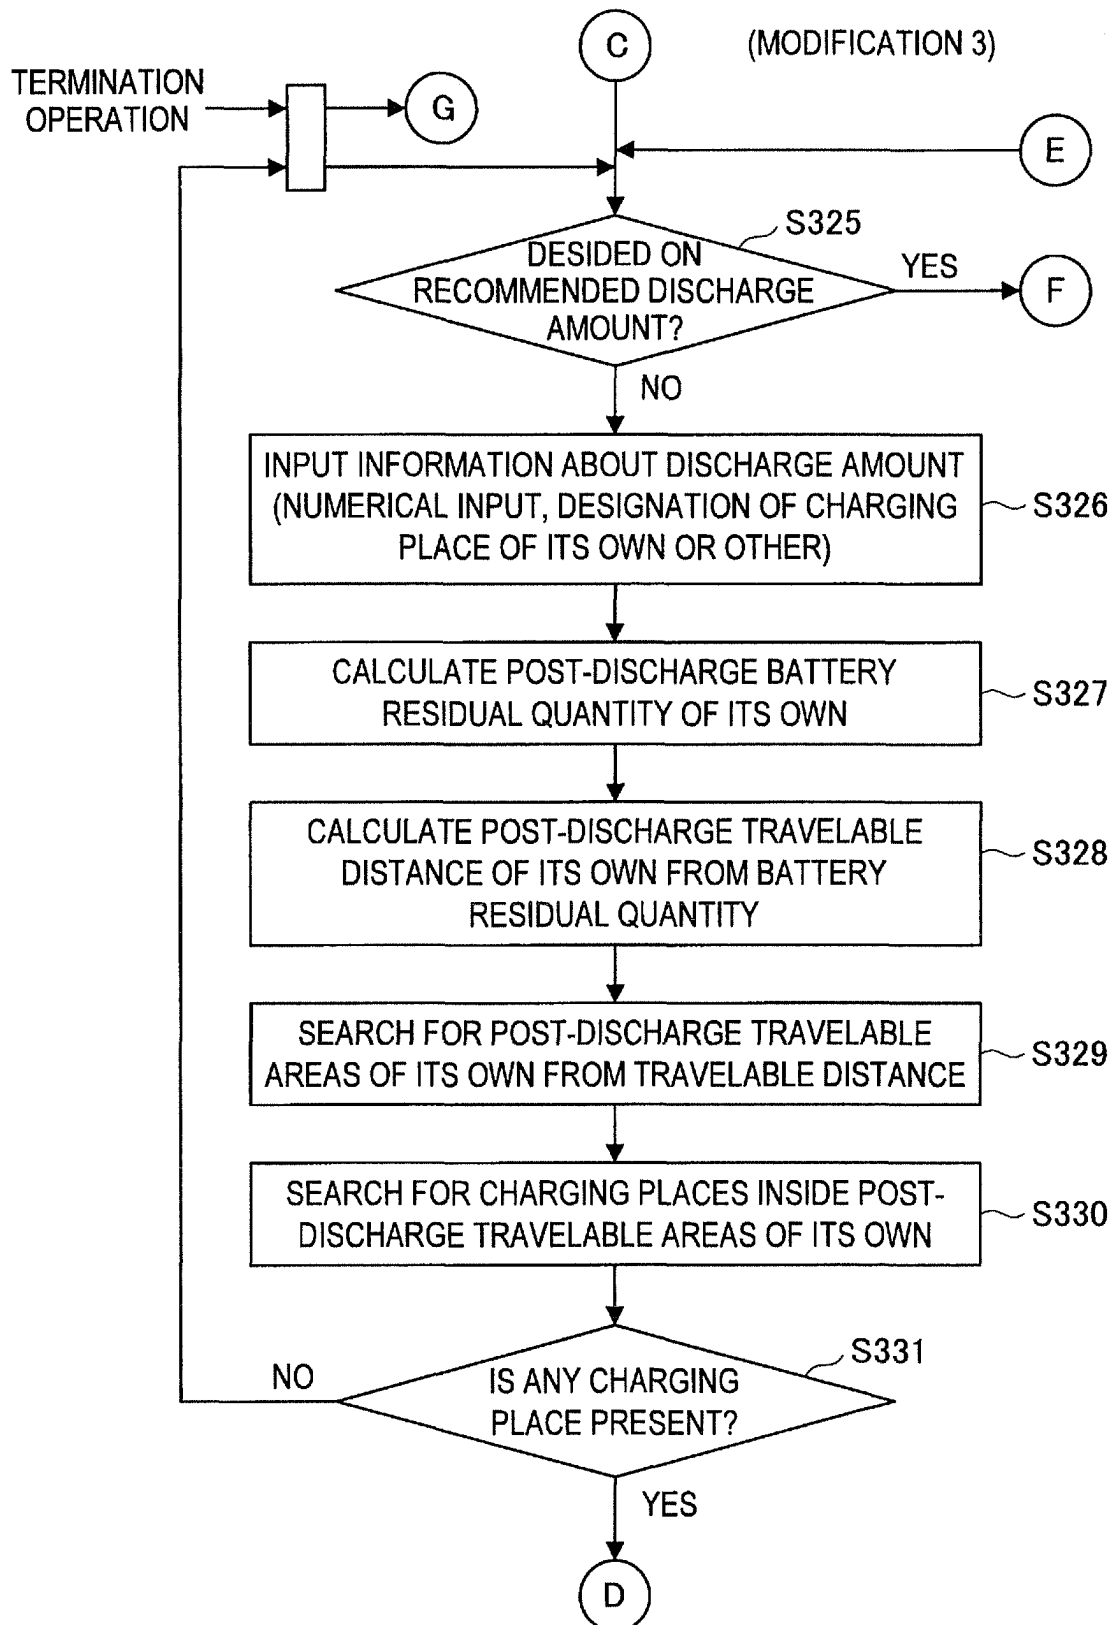 C
(MODIFICATION 3)
TERMINATION
OPERATION
G
E
S325
DESIDED ON
RECOMMENDED DISCHARGE
AMOUNT?
YES
F
NO
INPUT INFORMATION ABOUT DISCHARGE AMOUNT
(NUMERICAL INPUT, DESIGNATION OF CHARGING
PLACE OF ITS OWN OR OTHER)
S326
CALCULATE POST-DISCHARGE BATTERY
RESIDUAL QUANTITY OF ITS OWN
S327
CALCULATE POST-DISCHARGE TRAVELABLE
DISTANCE OF ITS OWN FROM BATTERY
RESIDUAL QUANTITY
S328
SEARCH FOR POST-DISCHARGE TRAVELABLE
AREAS OF ITS OWN FROM TRAVELABLE DISTANCE
S329
SEARCH FOR CHARGING PLACES INSIDE POST-
DISCHARGE TRAVELABLE AREAS OF ITS OWN
S330
S331
NO
IS ANY CHARGING
PLACE PRESENT?
YES
D